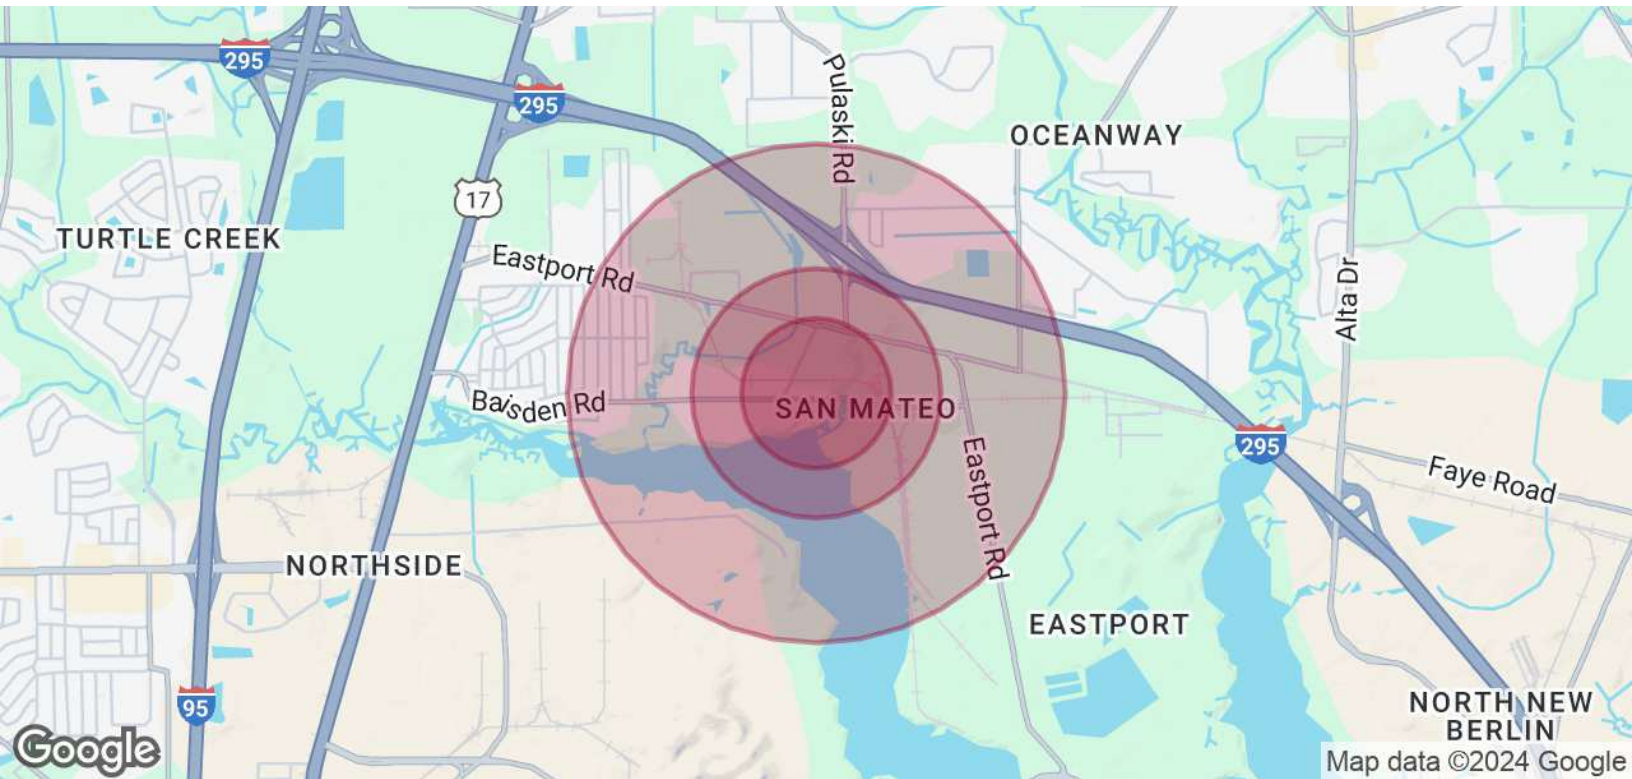 295
295
Pulaski Rd
OCEANWAY
17
TURTLE CREEK
Eastport Rd
Alta Dr
Baisden Rd
SAN MATEO
295
Eastport Rd
Faye Road
NORTHSIDE
EASTPORT
95
NORTH NEW
BERLIN
Google
Map data ©2024 Google